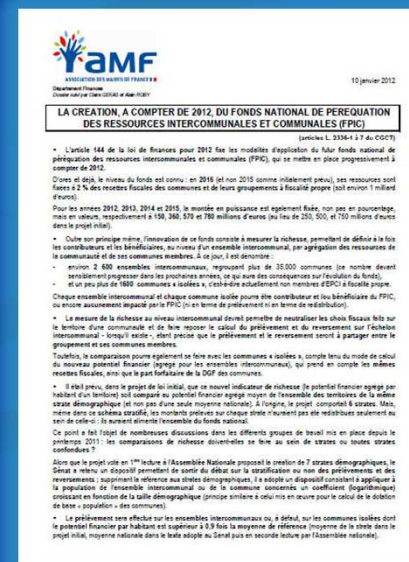 AMF
ASSOCIATION DES MAIRES DE FRANCE
10 janvier 2012
Département Finances
Dossier suivi par Claire GEKAS et Alain ROBY
LA CREATION, A COMPTER DE 2012, DU FONDS NATIONAL DE PEREQUATION
DES RESSOURCES INTERCOMMUNALES ET COMMUNALES (FPIC)
(articles L. 2336-1 à 7 du CGCT)
• L'article 144 de la loi de finances pour 2012 fixe les modalités d'application du futur fonds national de
péréquation des ressources intercommunales et communales (FPIC), qui se mettra en place progressivement à
compter de 2012.
D'ores et déjà, le niveau du fonds est connu : en 2016 (et non 2015 comme initialement prévu), ses ressources sont
fixées à 2 % des recettes fiscales des communes et de leurs groupements à fiscalité propre (soit environ 1 milliard
d'euros).
Pour les années 2012, 2013, 2014 et 2015, la montée en puissance est également fixée, non pas en pourcentage,
mais en valeurs, respectivement à 150, 360, 570 et 780 millions d'euros (au lieu de 250, 500, et 750 millions d'euros
dans le projet initial).
• Outre son principe même, l'innovation de ce fonds consiste à mesurer la richesse, permettant de définir à la fois
les contributeurs et les bénéficiaires, au niveau d'un ensemble intercommunal, par agrégation des ressources de
la communauté et de ses communes membres. A ce jour, il est dénombré :
- environ 2 600 ensembles intercommunaux, regroupant plus de 35.000 communes (ce nombre devant
sensiblement progresser dans les prochaines années, ce qui aura des conséquences sur l'évolution du fonds),
- et un peu plus de 1600 communes « isolées », c'est-à-dire actuellement non membres d'EPCI à fiscalité propre.
Chaque ensemble intercommunal et chaque commune isolée pourra être contributeur et /ou bénéficiaire du FPIC,
ou encore aucunement impacté par le FPIC (ni en terme de prélèvement ni en terme de redistribution).
• La mesure de la richesse au niveau intercommunal devrait permettre de neutraliser les choix fiscaux faits sur
le territoire d'une communauté et de faire reposer le calcul du prélèvement et du reversement sur l'échelon
intercommunal - lorsqu'il existe -, étant précisé que le prélèvement et le reversement seront à partager entre le
groupement et ses communes membres.
Toutefois, la comparaison pourra également se faire avec les communes « isolées », compte tenu du mode de calcul
du nouveau potentiel financier (agrégé pour les ensembles intercommunaux), qui prend en compte les mêmes
recettes fiscales, ainsi que la part forfaitaire de la DGF des communes.
• Il était prévu, dans le projet de loi initial, que ce nouvel indicateur de richesse (le potentiel financier agrégé par
habitant d'un territoire) soit comparé au potentiel financier agrégé moyen de l'ensemble des territoires de la même
strate démographique (et non pas d'une seule moyenne nationale). A l'origine, le projet comportait 6 strates. Mais,
même dans ce schéma stratifié, les montants prélevés sur chaque strate n'auraient pas été redistribués seulement au
sein de celle-ci : ils auraient alimenté l'ensemble du fonds national.
Ce point a fait l'objet de nombreuses discussions dans les différents groupes de travail mis en place depuis le
printemps 2011 : les comparaisons de richesse doivent-elles se faire au sein de strates ou toutes strates
confondues ?
Alors que le projet voté en 1ère lecture à l'Assemblée Nationale proposait la création de 7 strates démographiques, le
Sénat a retenu un dispositif permettant de sortir du débat sur la stratification ou non des prélèvements et des
reversements ; supprimant la référence aux strates démographiques, il a adopté un dispositif consistant à appliquer à
la population de l'ensemble intercommunal ou de la commune concernés un coefficient (logarithmique)
croissant en fonction de la taille démographique (principe similaire à celui mis en œuvre pour le calcul de la dotation
de base « population » des communes).
• Le prélèvement sera effectué sur les ensembles intercommunaux ou, à défaut, sur les communes isolées dont
le potentiel financier par habitant est supérieur à 0,9 fois la moyenne de référence (moyenne de la strate dans le
projet initial, moyenne nationale dans le texte adopté au Sénat puis en seconde lecture par l'Assemblée nationale).